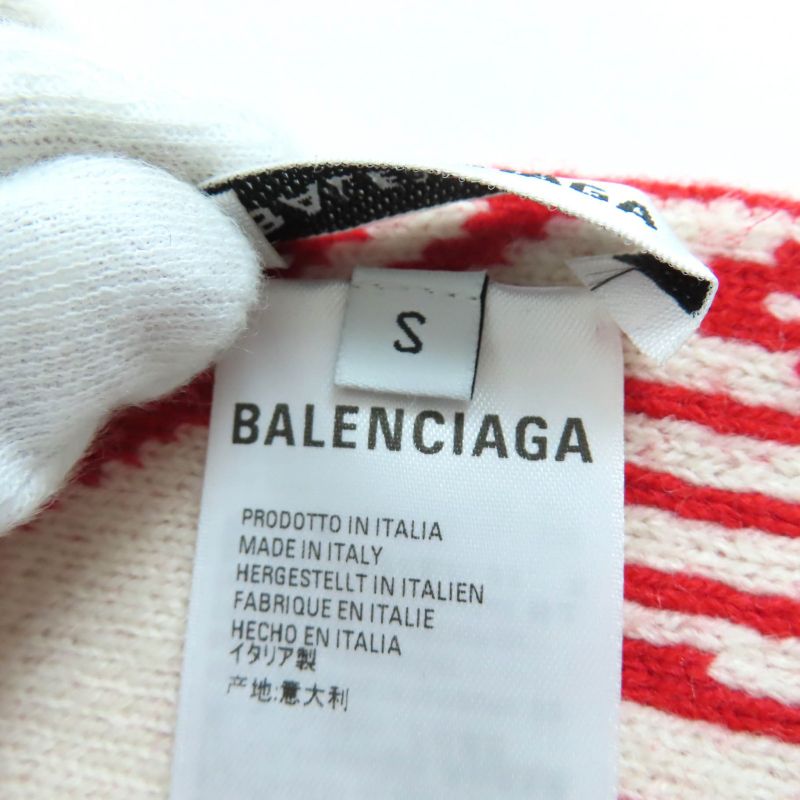 S
BALENCIAGA
PRODOTTO IN ITALIA
MADE IN ITALY
HERGESTELLT IN ITALIEN
FABRIQUE EN ITALIE
HECHO EN ITALIA
イタリア製
产地:意大利